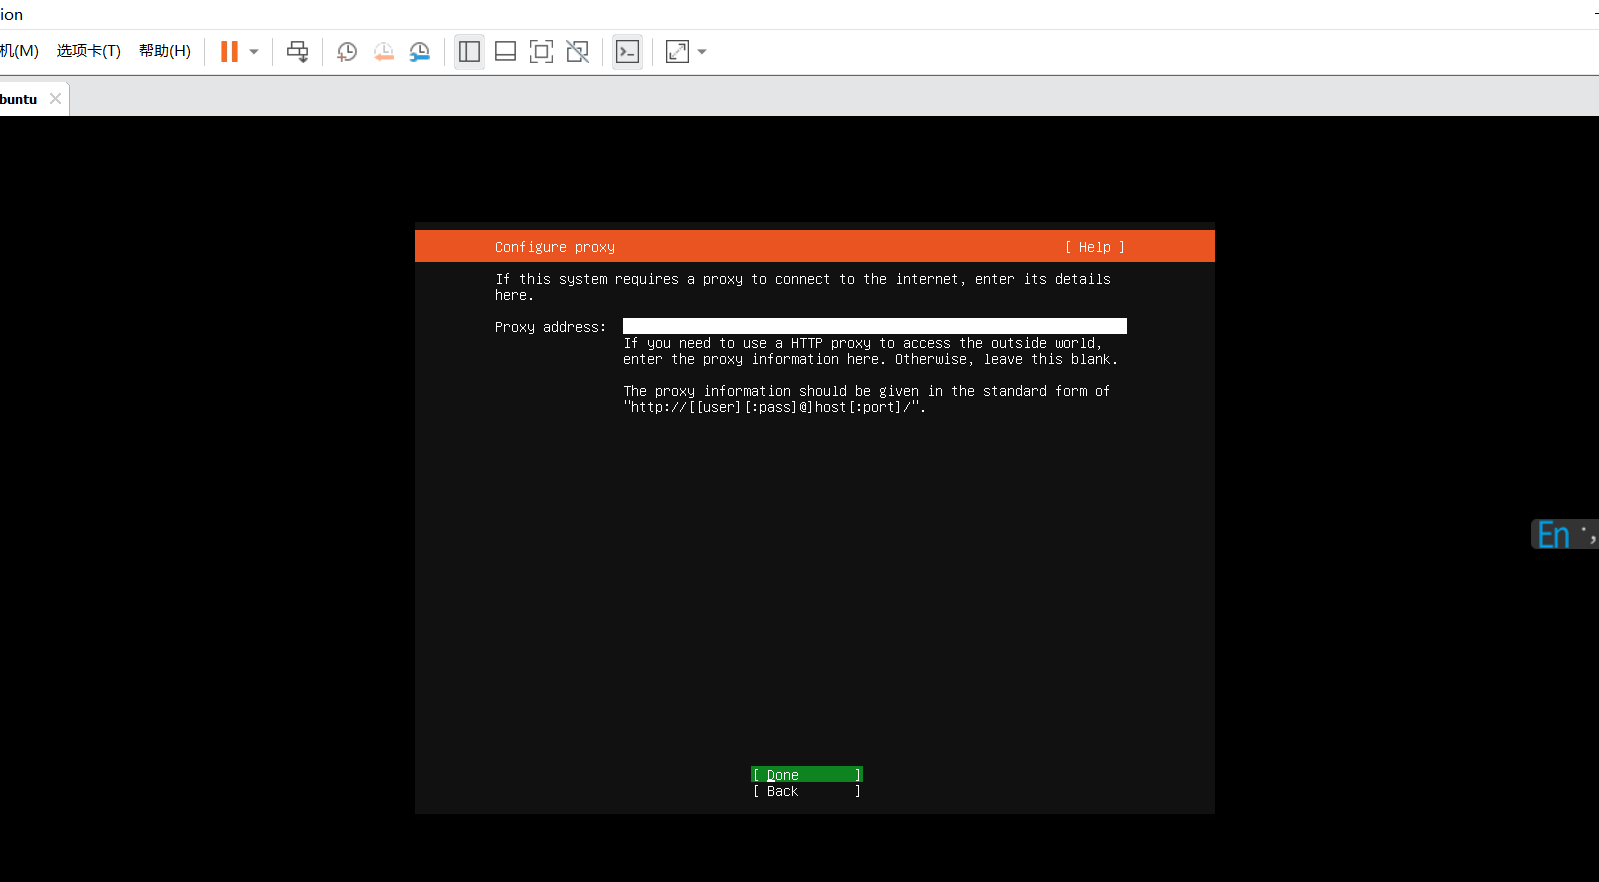 ion
机(M) 选项卡(T) 帮助(H)
buntu
Configure proxy [ Help ]
If this system requires a proxy to connect to the internet, enter its details
here.
Proxy address:
If you need to use a HTTP proxy to access the outside world,
enter the proxy information here. Otherwise, leave this blank.
The proxy information should be given in the standard form of
"http://[[user][:pass]@]host[:port]/".
En
[ Done ]
[ Back ]